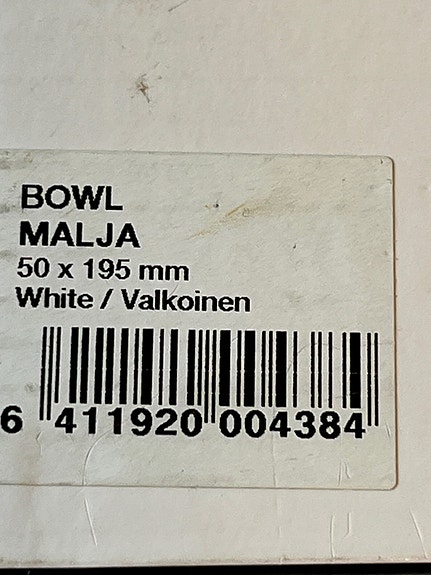 BOWL
MALJA
50 x 195 mm
White / Valkoinen
6 411920 004384